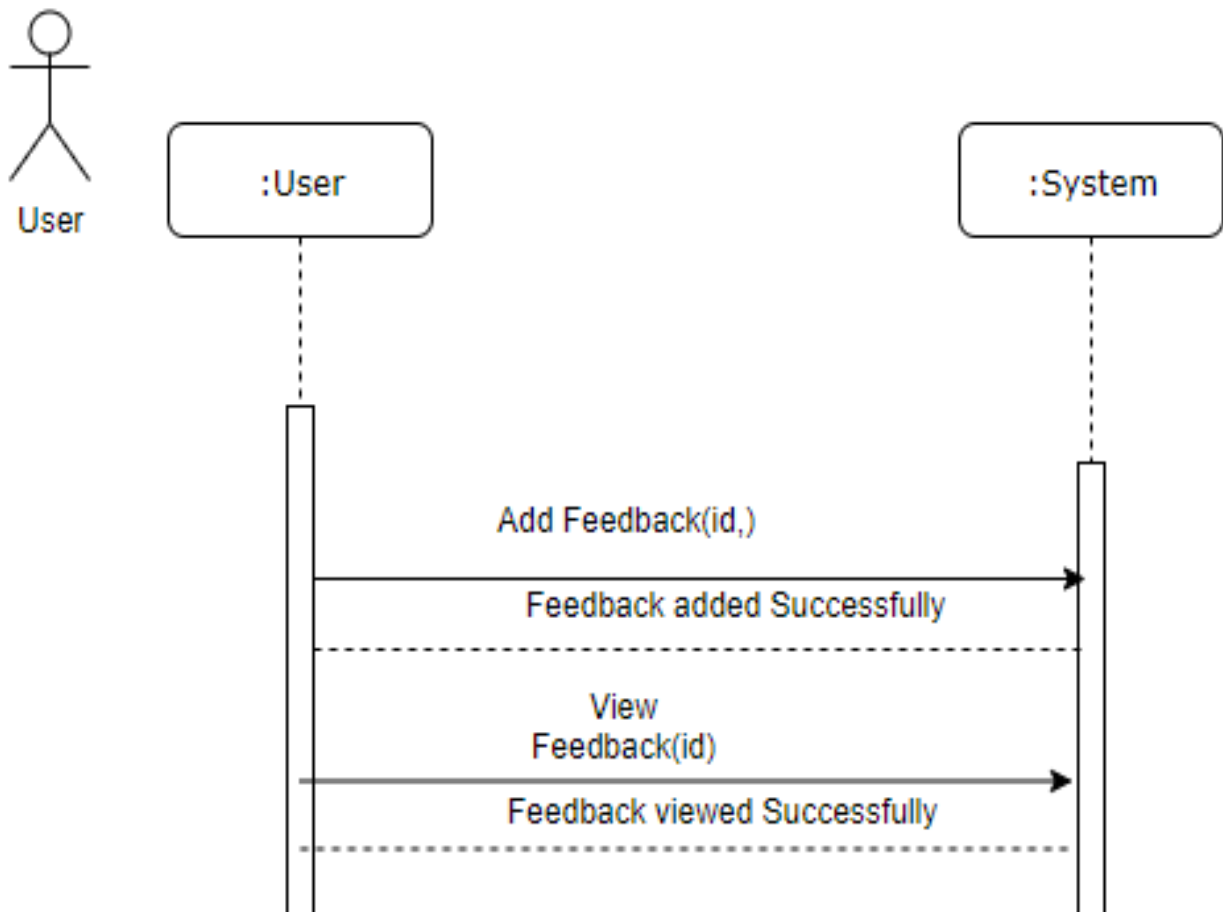 User
:User
:System
Add Feedback(id,)
Feedback added Successfully
View
Feedback(id)
Feedback viewed Successfully